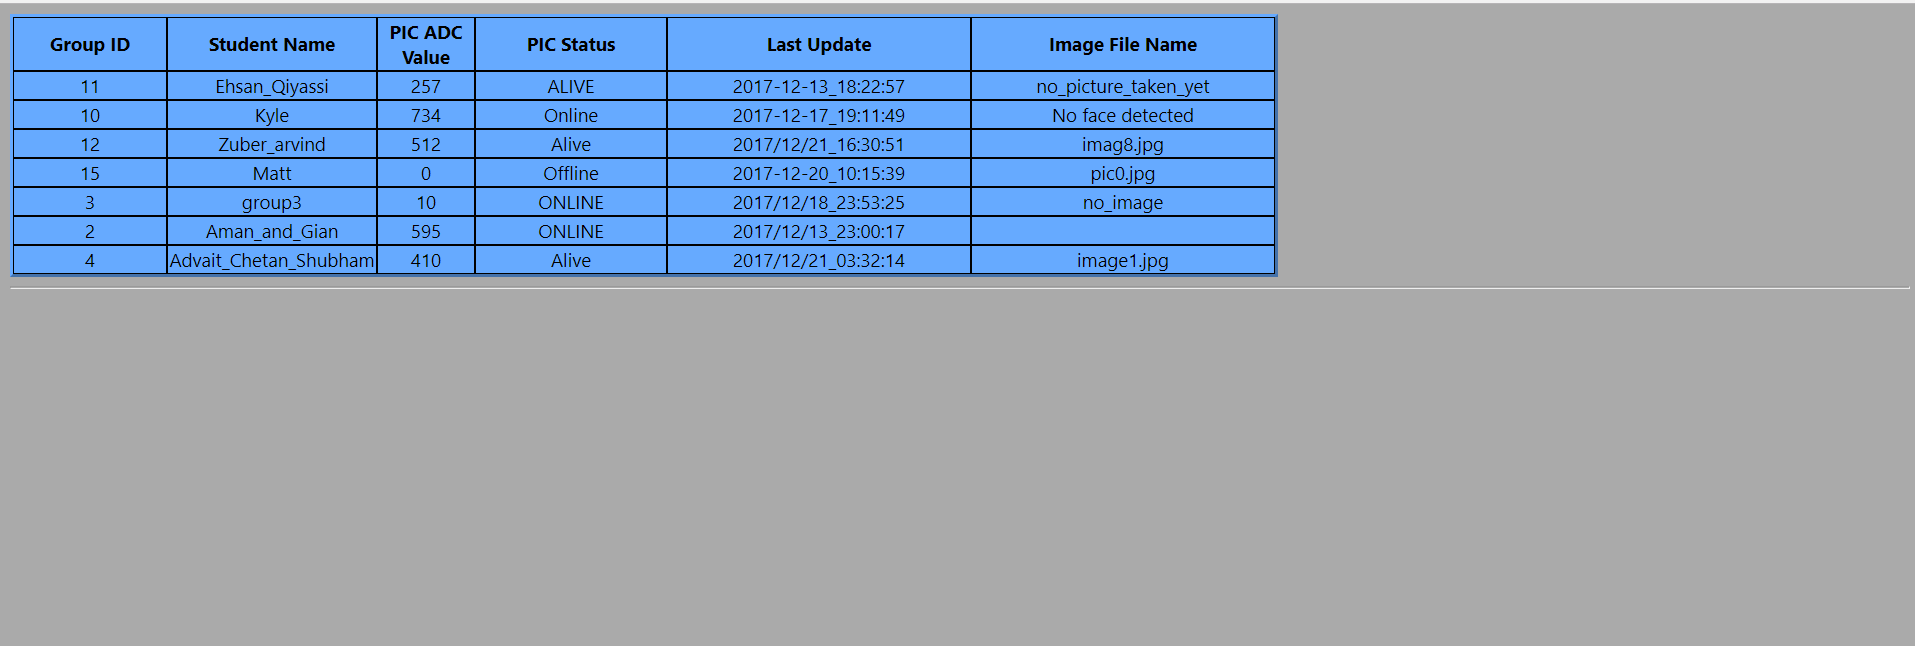 Group ID Student Name PIC ADC Value PIC Status Last Update Image File Name
11 Ehsan_Qiyassi 257 ALIVE 2017-12-13_18:22:57 no_picture_taken_yet
10 Kyle 734 Online 2017-12-17_19:11:49 No face detected
12 Zuber_arvind 512 Alive 2017/12/21_16:30:51 imag8.jpg
15 Matt 0 Offline 2017-12-20_10:15:39 pic0.jpg
3 group3 10 ONLINE 2017/12/18_23:53:25 no_image
2 Aman_and_Gian 595 ONLINE 2017/12/13_23:00:17
4 Advait_Chetan_Shubham 410 Alive 2017/12/21_03:32:14 image1.jpg